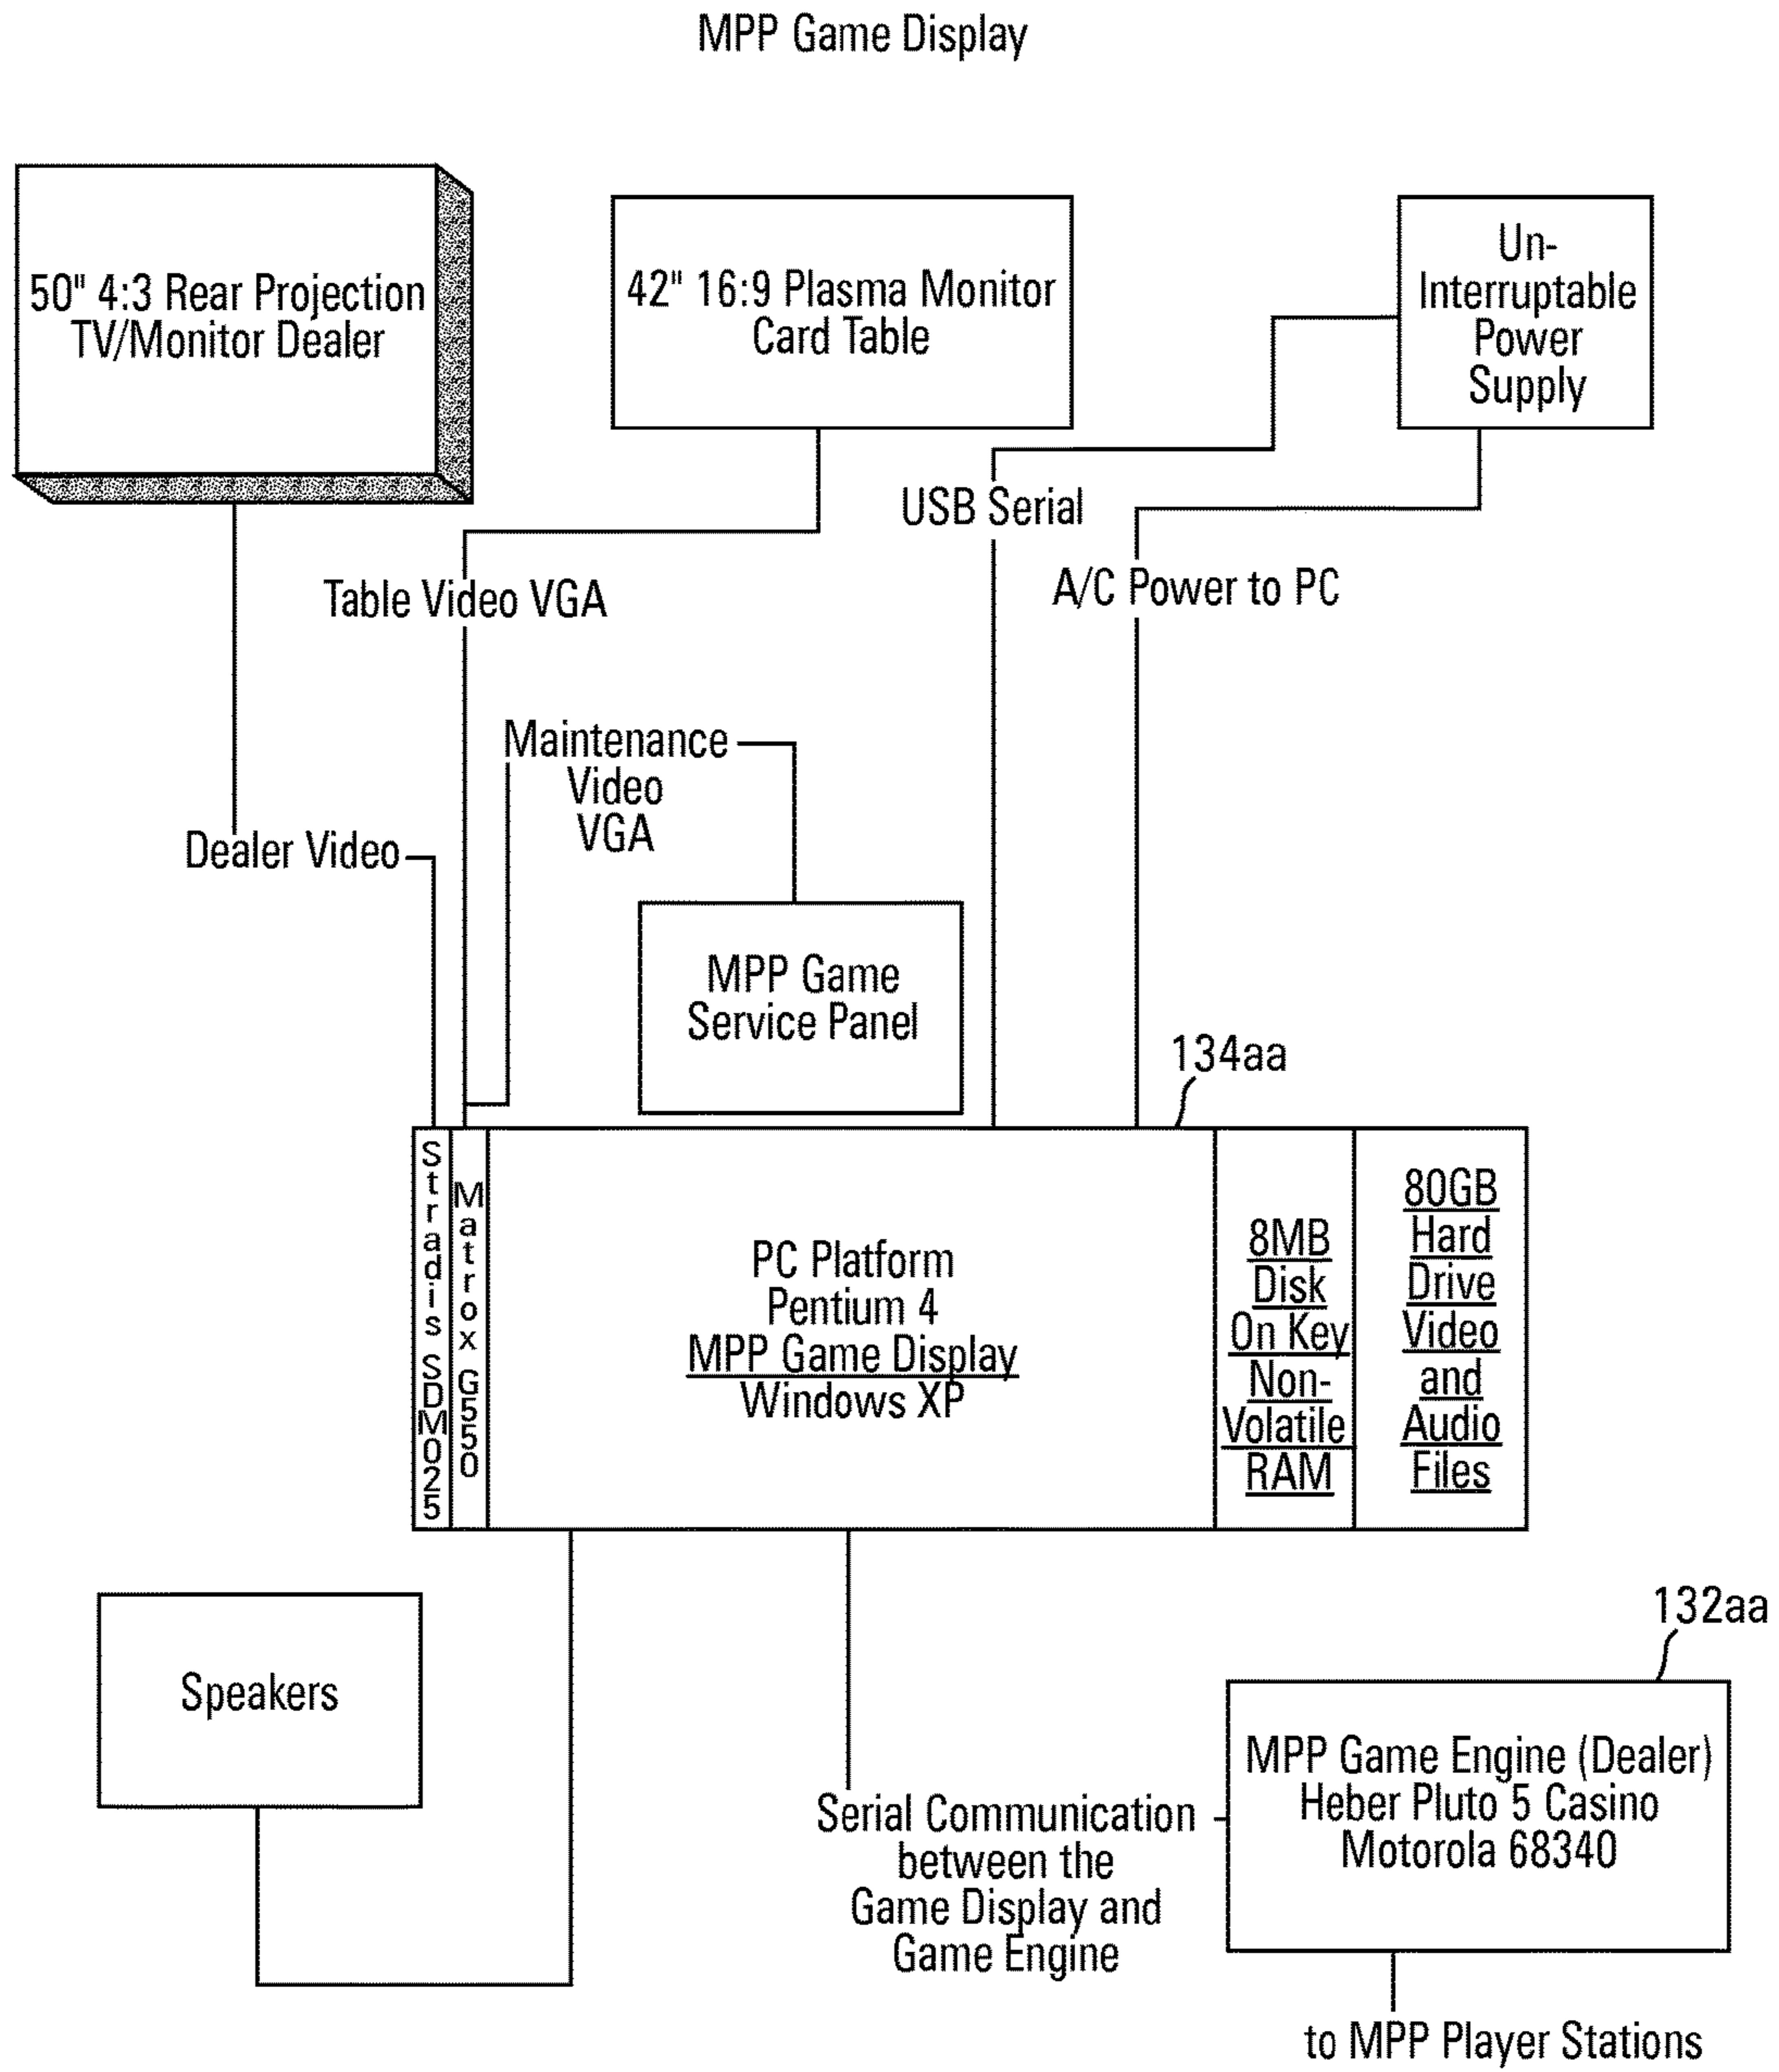 MPP Game Display
50" 4:3 Rear Projection
TV/Monitor Dealer
42" 16:9 Plasma Monitor
Card Table
Un-
Interruptable
Power
Supply
USB Serial
A/C Power to PC
Table Video VGA
Maintenance
Video
VGA
Dealer Video
MPP Game
Service Panel
134aa
Stradis SDM025
Matrox G550
PC Platform
Pentium 4
MPP Game Display
Windows XP
8MB
Disk
On Key
Non-
Volatile
RAM
80GB
Hard
Drive
Video
and
Audio
Files
Speakers
132aa
MPP Game Engine (Dealer)
Heber Pluto 5 Casino
Motorola 68340
Serial Communication
between the
Game Display and
Game Engine
to MPP Player Stations